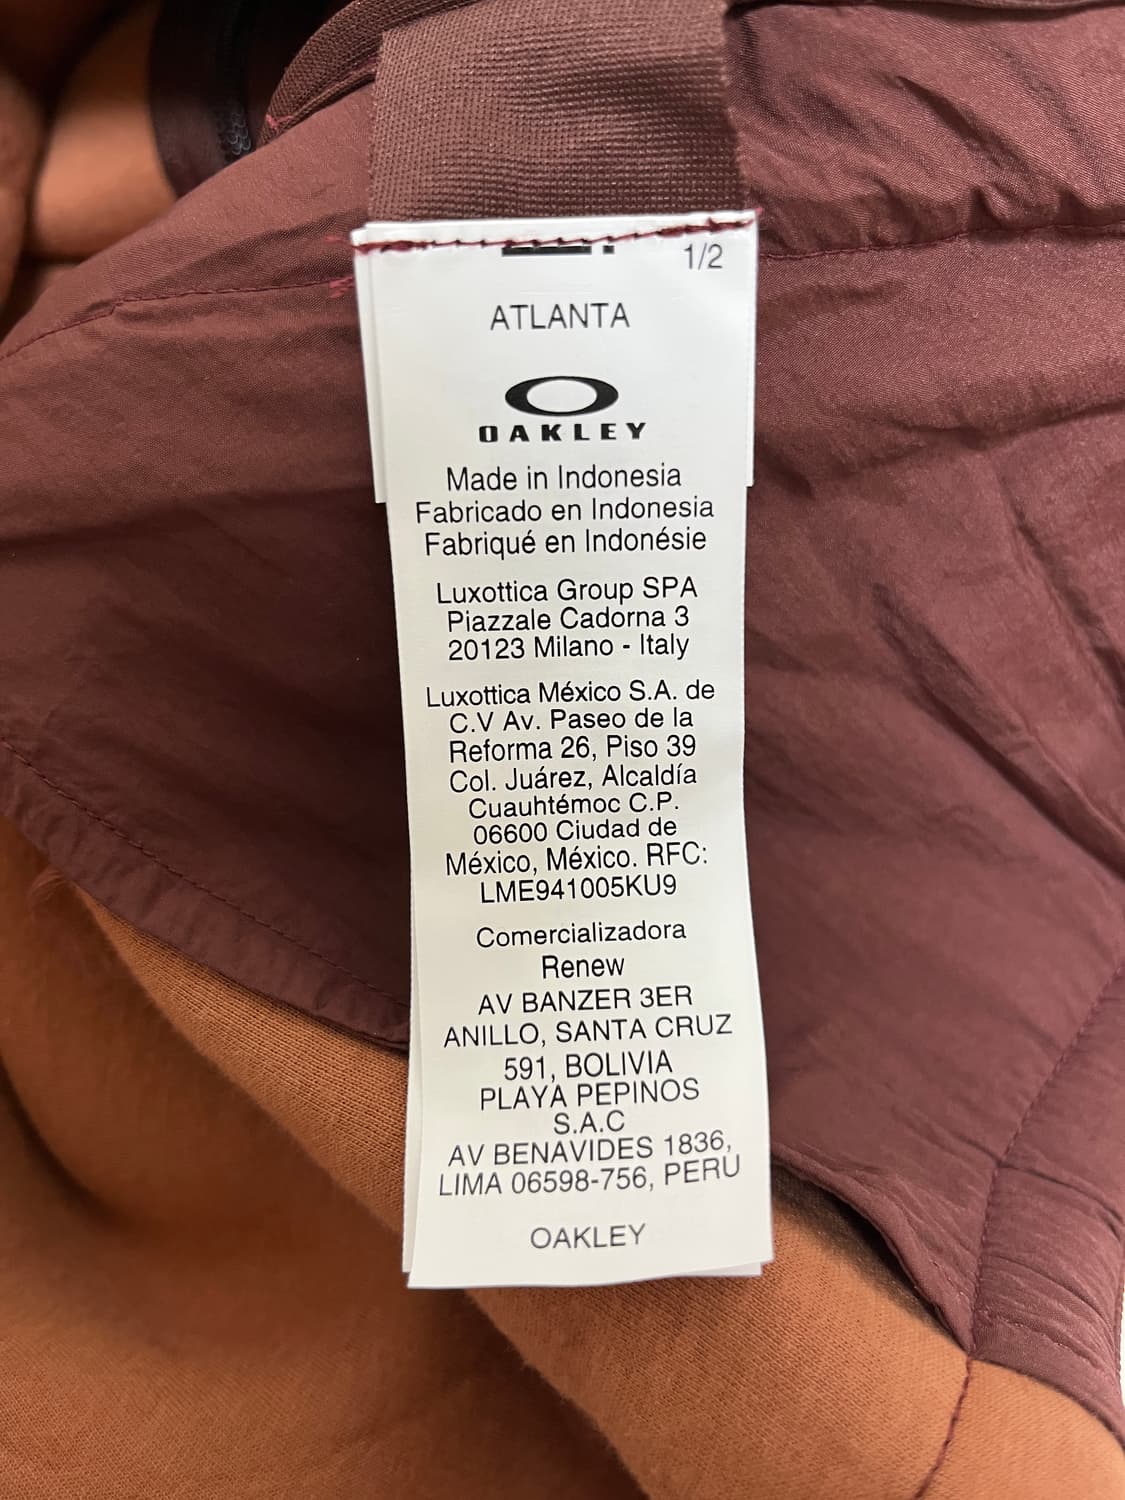 1/2
ATLANTA
OAKLEY
Made in Indonesia
Fabricado en Indonesia
Fabriqué en Indonésie
Luxottica Group SPA
Piazzale Cadorna 3
20123 Milano - Italy
Luxottica México S.A. de
C.V Av. Paseo de la
Reforma 26, Piso 39
Col. Juárez, Alcaldía
Cuauhtémoc C.P.
06600 Ciudad de
México, México. RFC:
LME941005KU9
Comercializadora
Renew
AV BANZER 3ER
ANILLO, SANTA CRUZ
591, BOLIVIA
PLAYA PEPINOS
S.A.C
AV BENAVIDES 1836,
LIMA 06598-756, PERU
OAKLEY